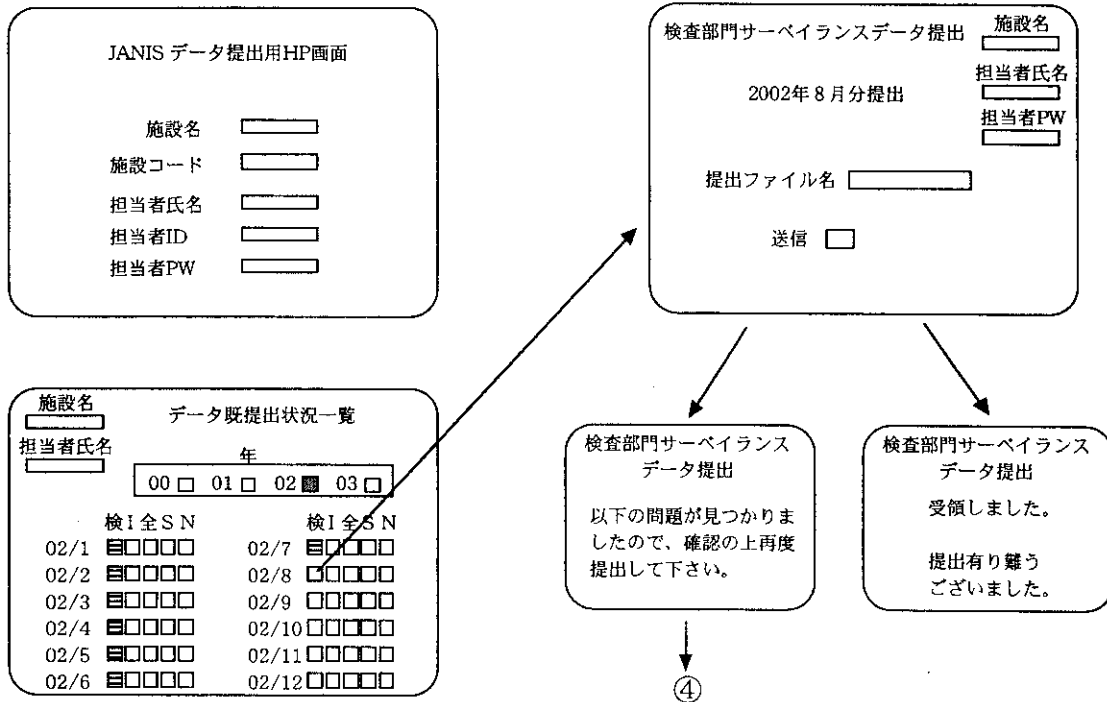 JANIS データ提出用HP画面
施設名
施設コード
担当者氏名
担当者ID
担当者PW
検査部門サーベイランスデータ提出
施設名
担当者氏名
担当者PW
2002年8月分提出
提出ファイル名
送信
施設名
担当者氏名
データ既提出状況一覧
年
00 01 02 03
検I全SN 検I全SN
02/1 02/7
02/2 02/8
02/3 02/9
02/4 02/10
02/5 02/11
02/6 02/12
検査部門サーベイランス
データ提出
以下の問題が見つかりま
したので、確認の上再度
提出して下さい。
④
検査部門サーベイランス
データ提出
受領しました。
提出有り難う
ございました。